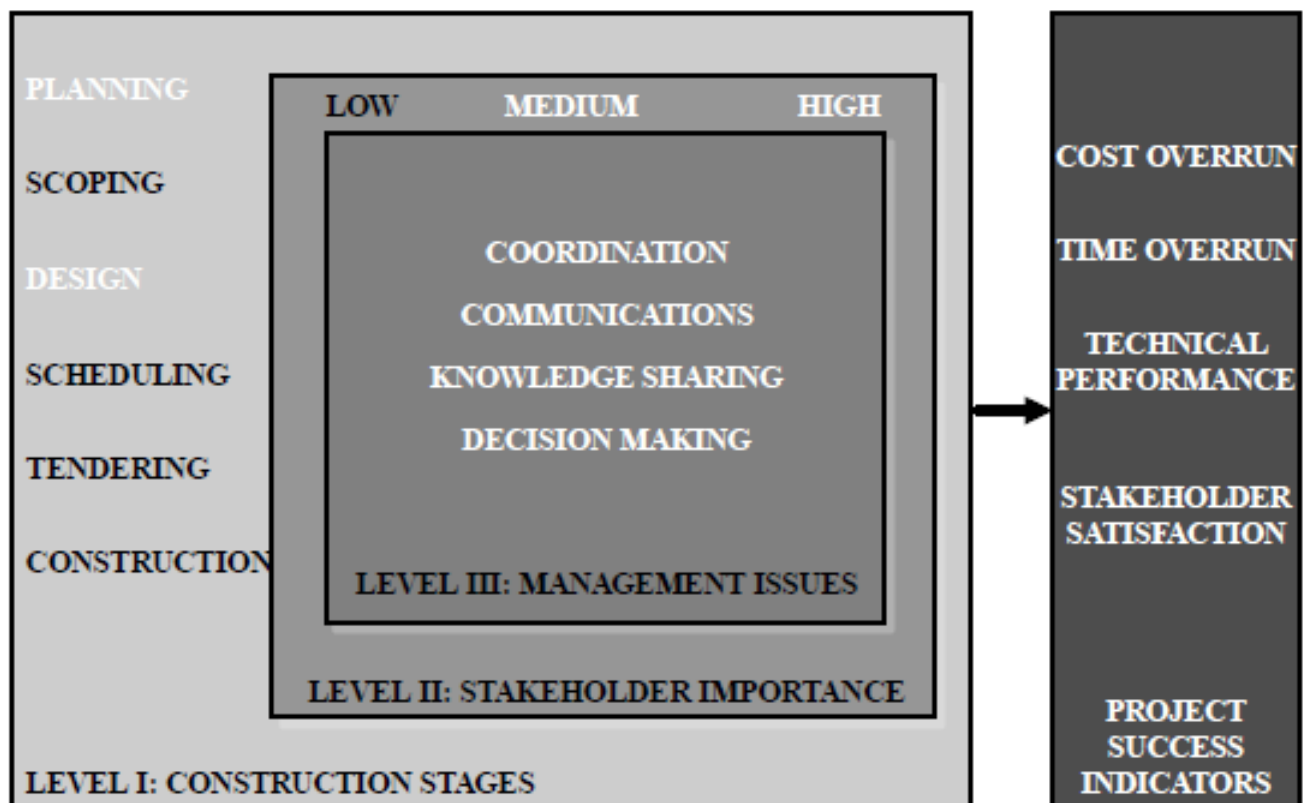 PLANNING
SCOPING
DESIGN
SCHEDULING
TENDERING
CONSTRUCTION
LOW MEDIUM HIGH
COORDINATION
COMMUNICATIONS
KNOWLEDGE SHARING
DECISION MAKING
LEVEL III: MANAGEMENT ISSUES
LEVEL II: STAKEHOLDER IMPORTANCE
LEVEL I: CONSTRUCTION STAGES
COST OVERRUN
TIME OVERRUN
TECHNICAL
PERFORMANCE
STAKEHOLDER
SATISFACTION
PROJECT
SUCCESS
INDICATORS